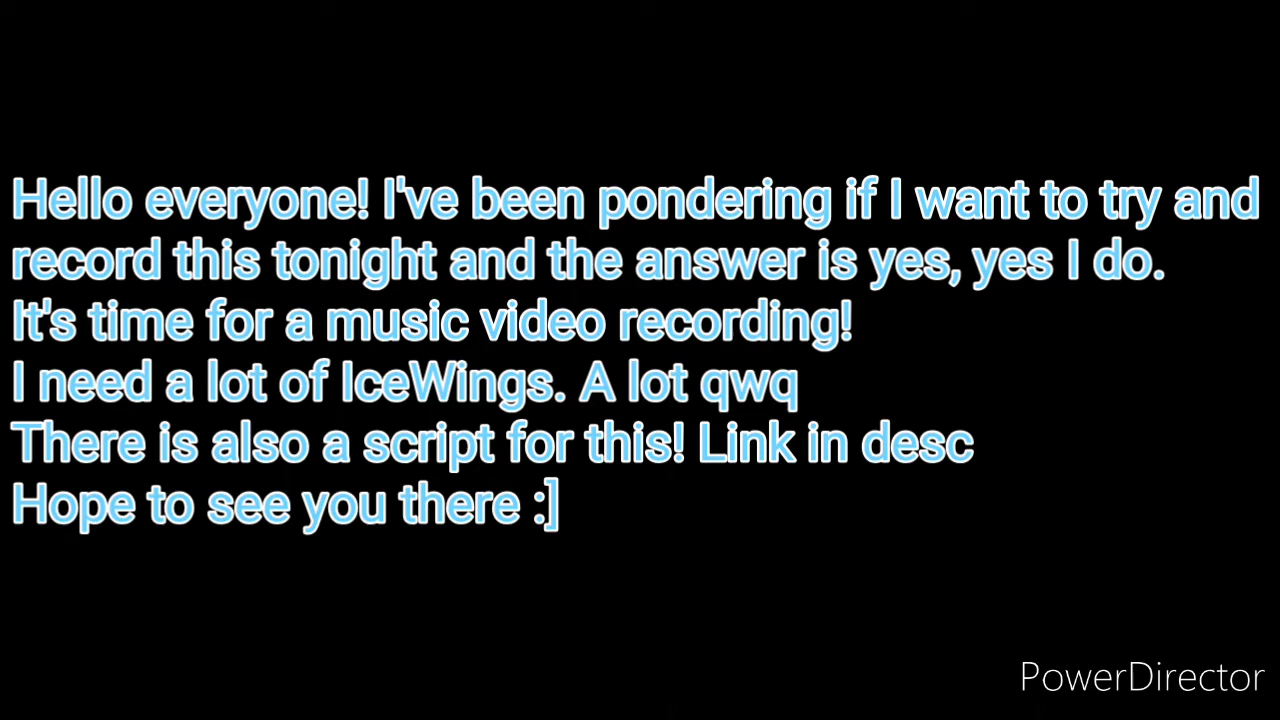 Hello everyone! I've been pondering if I want to try and
record this tonight and the answer is yes, yes I do.
It's time for a music video recording!
I need a lot of IceWings. A lot qwq
There is also a script for this! Link in desc
Hope to see you there :]
PowerDirector